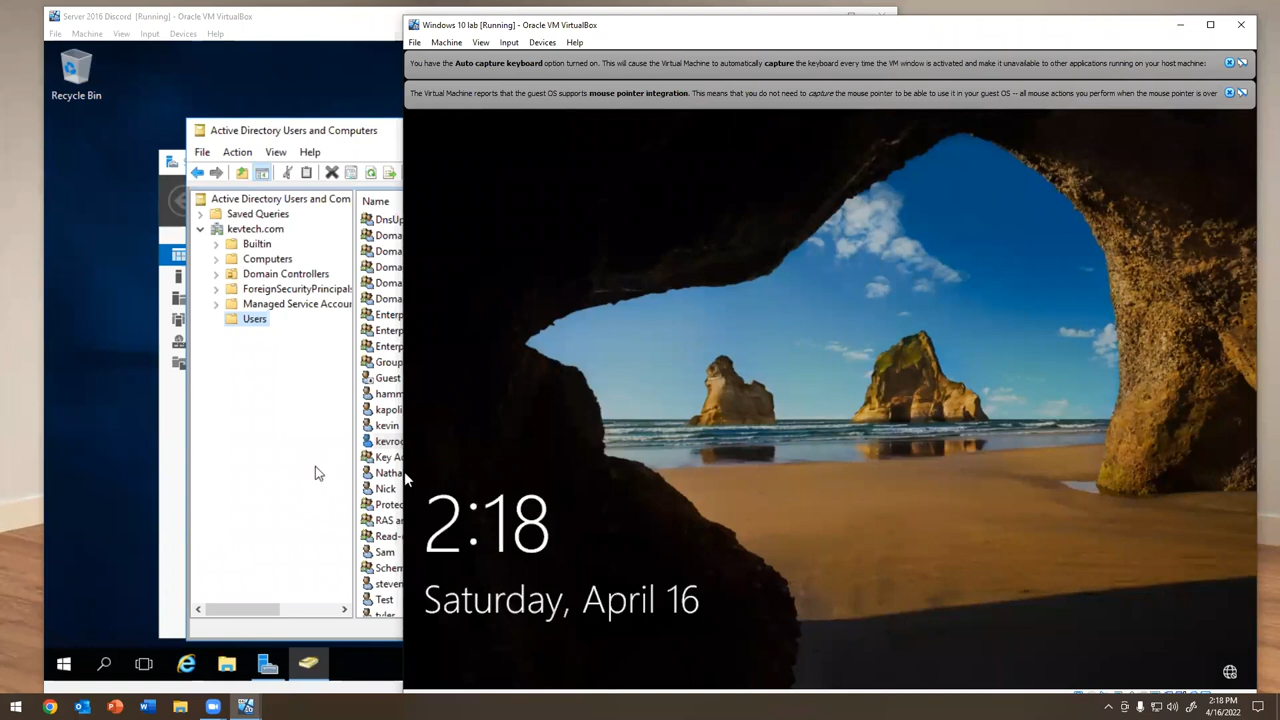 Server 2016 Discord [Running] - Oracle VM VirtualBox
File Machine View Input Devices Help
Recycle Bin
Active Directory Users and Computers
File Action View Help
Active Directory Users and Com
Saved Queries
kevtech.com
Builtin
Computers
Domain Controllers
ForeignSecurityPrincipals
Managed Service Accour
Users
Name
DnsUp
Doma
Doma
Doma
Doma
Doma
Enterp
Enterp
Enterp
Group
Guest
hamm
kapoli
kevin
kevroc
Key Ac
Natha
Nick
Protec
RAS ar
Read-
Sam
Schem
steven
Test
tyler
Windows 10 lab [Running] - Oracle VM VirtualBox
File Machine View Input Devices Help
You have the Auto capture keyboard option turned on. This will cause the Virtual Machine to automatically capture the keyboard every time the VM window is activated and make it unavailable to other applications running on your host machine:
The Virtual Machine reports that the guest OS supports mouse pointer integration. This means that you do not need to capture the mouse pointer to be able to use it in your guest OS -- all mouse actions you perform when the mouse pointer is over
2:18
Saturday, April 16
2:18 PM
4/16/2022